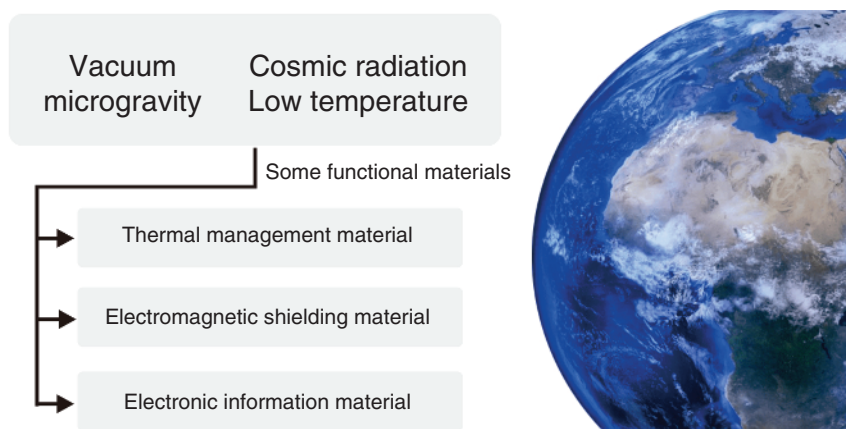 Vacuum
microgravity
Cosmic radiation
Low temperature
Some functional materials
Thermal management material
Electromagnetic shielding material
Electronic information material